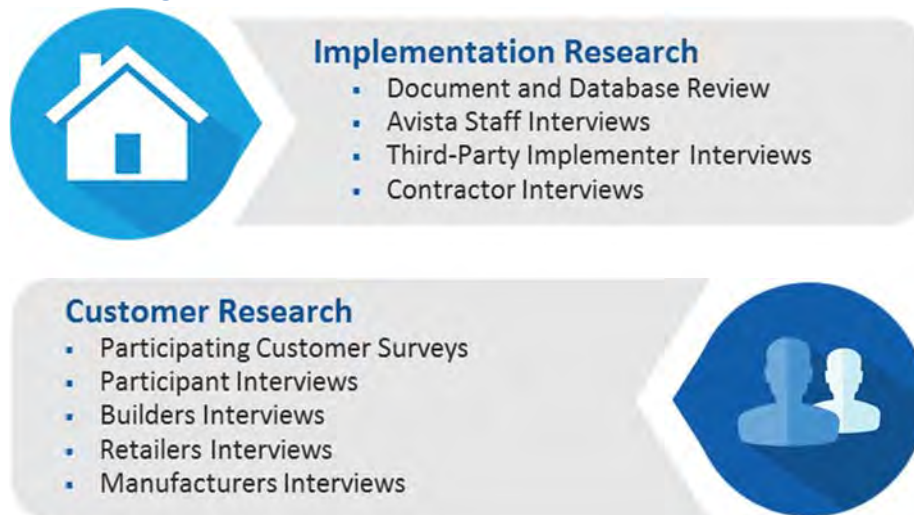 Implementation Research
▪ Document and Database Review
▪ Avista Staff Interviews
▪ Third-Party Implementer Interviews
▪ Contractor Interviews
Customer Research
▪ Participating Customer Surveys
▪ Participant Interviews
▪ Builders Interviews
▪ Retailers Interviews
▪ Manufacturers Interviews